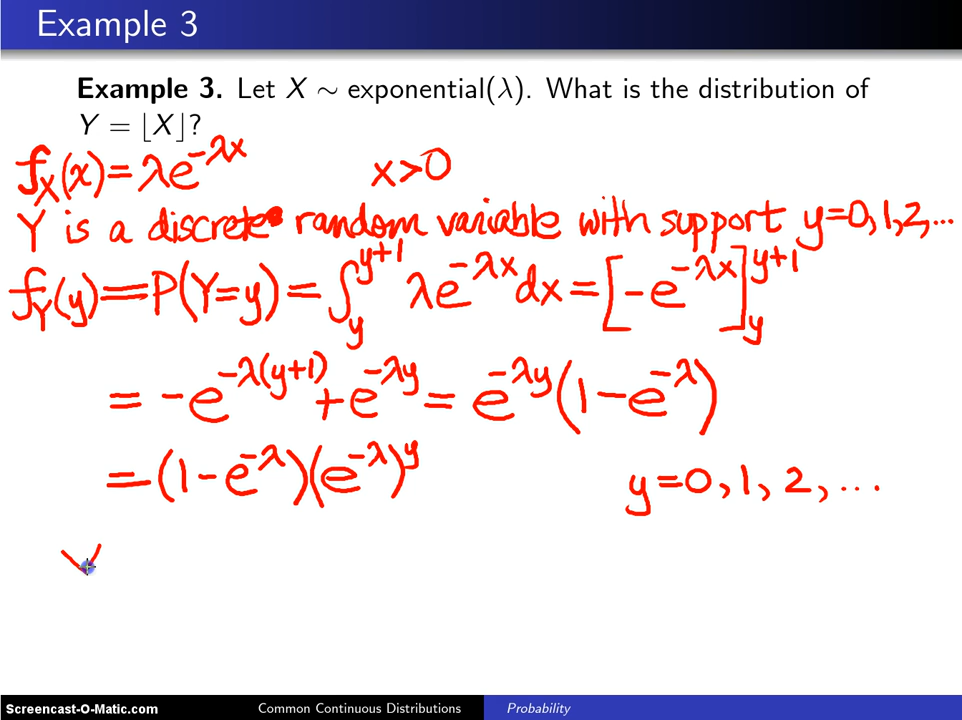 Example 3
Example 3. Let X ∼ exponential(λ). What is the distribution of
Y = ⌊X⌋?
f_X(x) = λe^{-λx} x>0
Y is a discrete random variable with support y=0,1,2,...
f_Y(y) = P(Y=y) = ∫_y^{y+1} λe^{-λx} dx = [-e^{-λx}]_y^{y+1}
= -e^{-λ(y+1)} + e^{-λy} = e^{-λy}(1-e^{-λ})
= (1-e^{-λ})(e^{-λ})^y y=0,1,2,...
Screencast-O-Matic.com Common Continuous Distributions Probability